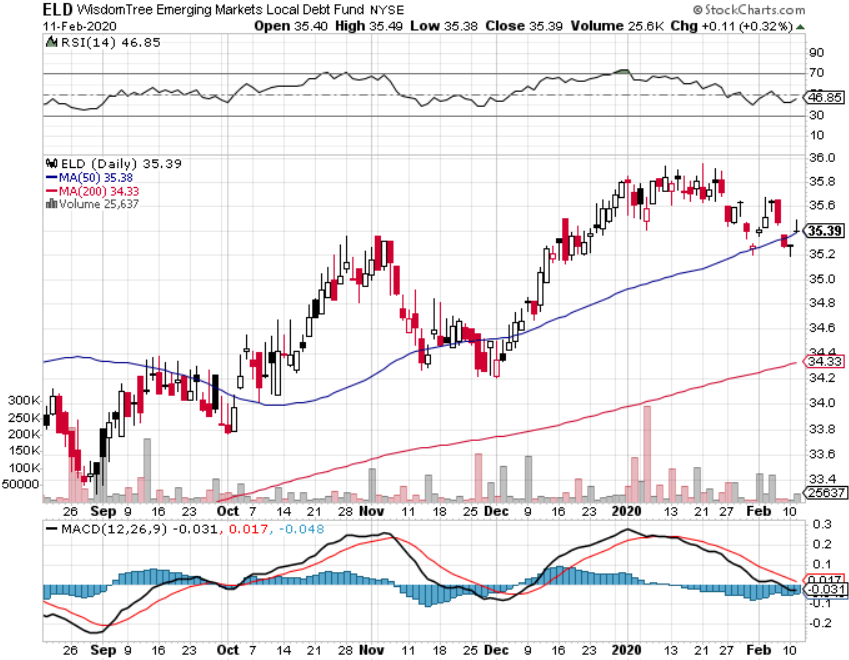 ELD WisdomTree Emerging Markets Local Debt Fund NYSE © StockCharts.com
11-Feb-2020 Open 35.40 High 35.49 Low 35.38 Close 35.39 Volume 25.6K Chg +0.11 (+0.32%)
RSI(14) 46.85
90
70
46.85
30
10
ELD (Daily) 35.39
MA(50) 35.38
MA(200) 34.33
Volume 25,637
36.0
35.8
35.6
35.39
35.2
35.0
34.8
34.6
34.4
34.33
34.2
34.0
33.8
33.6
33.4
300K
250K
200K
150K
100K
50000
25637
26 Sep 9 16 23 Oct 7 14 21 28 Nov 11 18 25 Dec 9 16 23 2020 13 21 27 Feb 10
MACD(12,26,9) -0.031, 0.017, -0.048
0.3
0.2
0.1
0.017
-0.031
-0.1
-0.2
26 Sep 9 16 23 Oct 7 14 21 28 Nov 11 18 25 Dec 9 16 23 2020 13 21 27 Feb 10